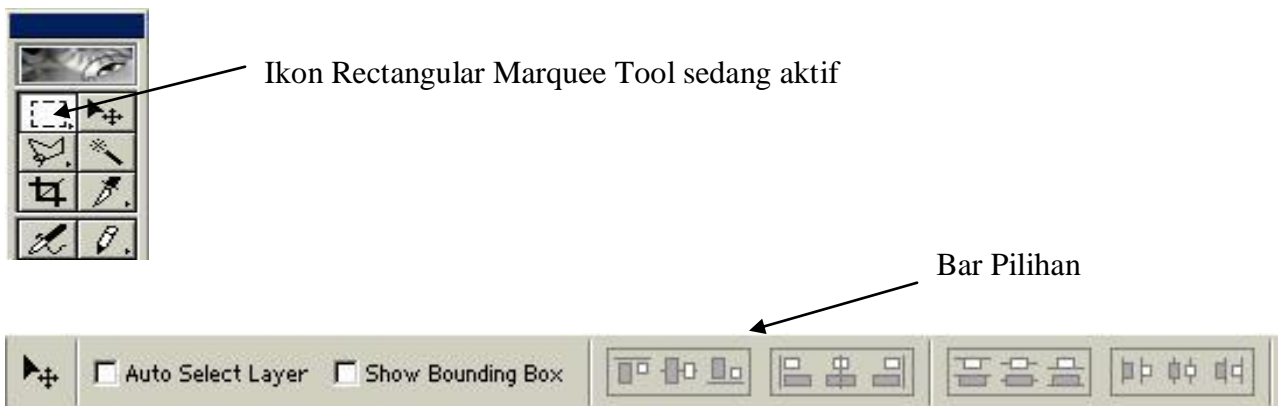 Ikon Rectangular Marquee Tool sedang aktif
Bar Pilihan
Auto Select Layer Show Bounding Box